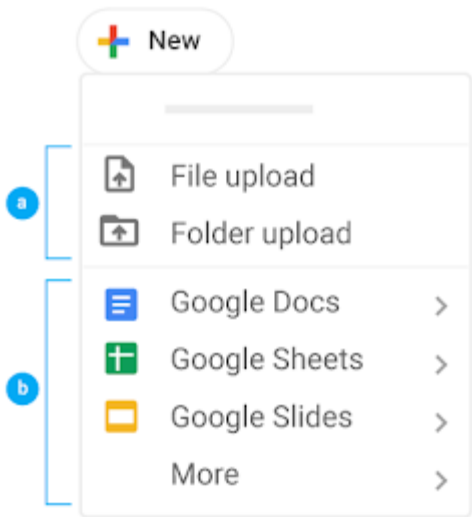 New
a
File upload
Folder upload
b
Google Docs
Google Sheets
Google Slides
More